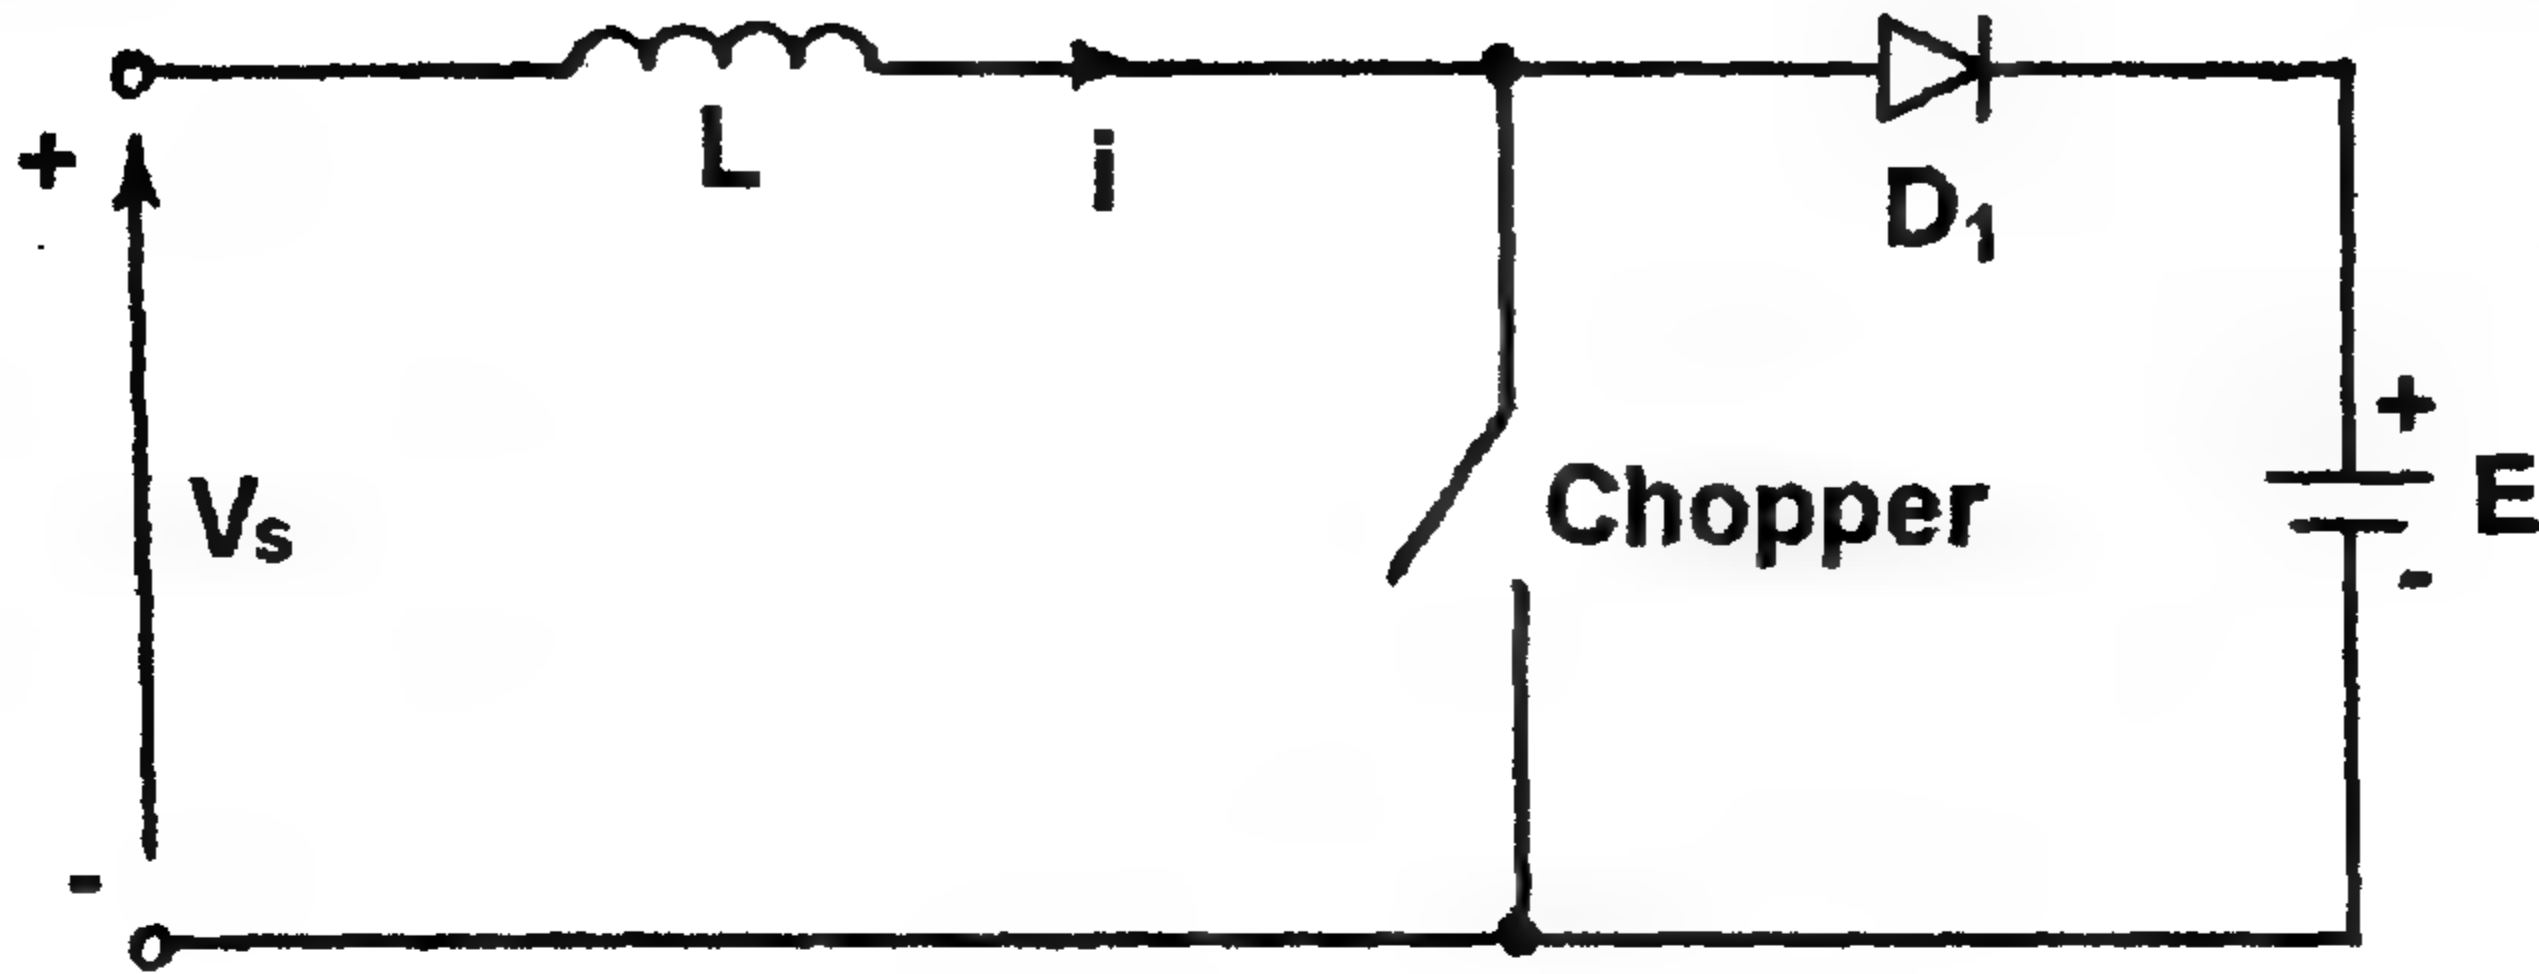 +
L
i
D₁
+
Vs
Chopper
E
-
-